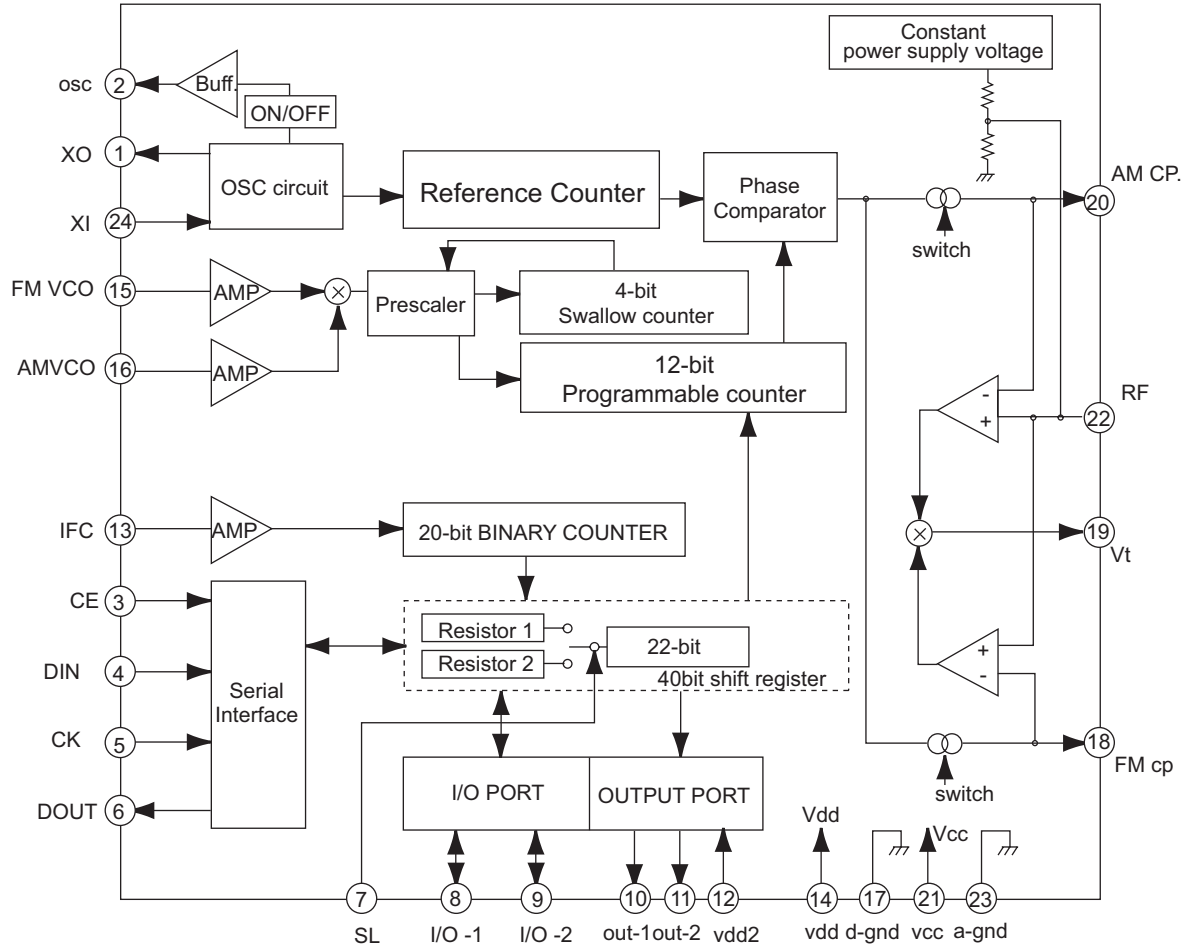 Constant
power supply voltage
osc
2
Buff.
ON/OFF
XO
1
OSC circuit
Reference Counter
Phase
Comparator
AM CP.
20
XI
24
switch
FM VCO
15
AMP
×
Prescaler
4-bit
Swallow counter
AMVCO
16
AMP
12-bit
Programmable counter
-
+
RF
22
IFC
13
AMP
20-bit BINARY COUNTER
×
19
Vt
CE
3
Resistor 1
22-bit
Resistor 2
40bit shift register
DIN
4
Serial
Interface
+
-
CK
5
18
FM cp
switch
DOUT
6
I/O PORT
OUTPUT PORT
Vdd
Vcc
7
8
9
10
11
12
14
17
21
23
SL
I/O -1
I/O -2
out-1
out-2
vdd2
vdd
d-gnd
vcc
a-gnd